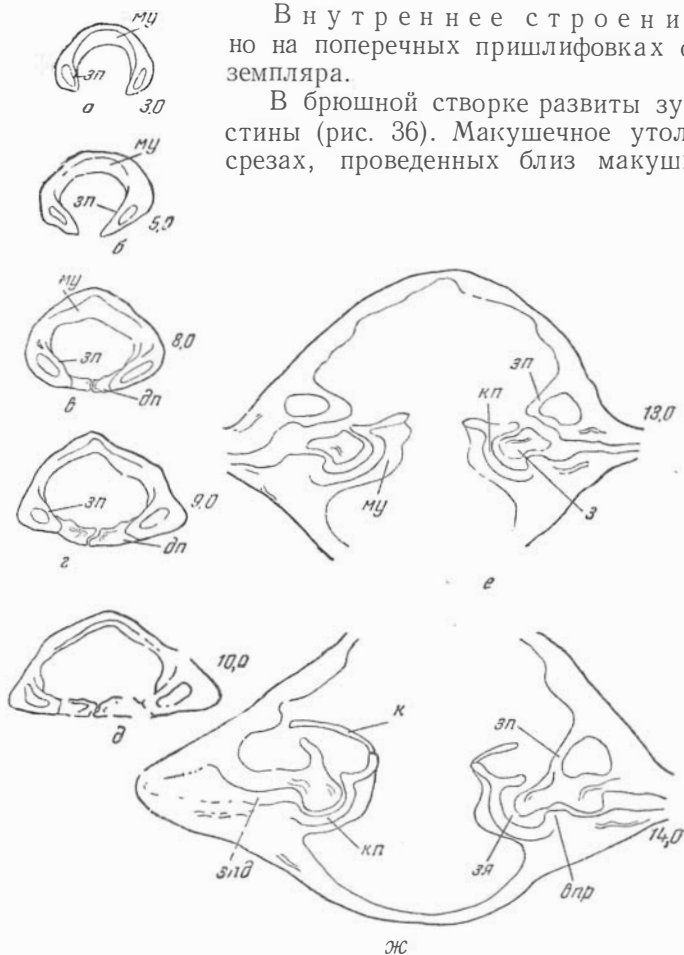 Внутреннее строени
но на поперечных пришлифовках
земпляра.
В брюшной створке развиты зу
стины (рис. 36). Макушечное утол
срезах, проведенных близ макуш
му
зп
а
3,0
му
зп
б
5,0
му
зп
8,0
в
дп
зп
9,0
г
дп
10,0
д
зп
кп
13,0
му
з
е
к
зп
кп
зпд
зя
впр
14,0
ж